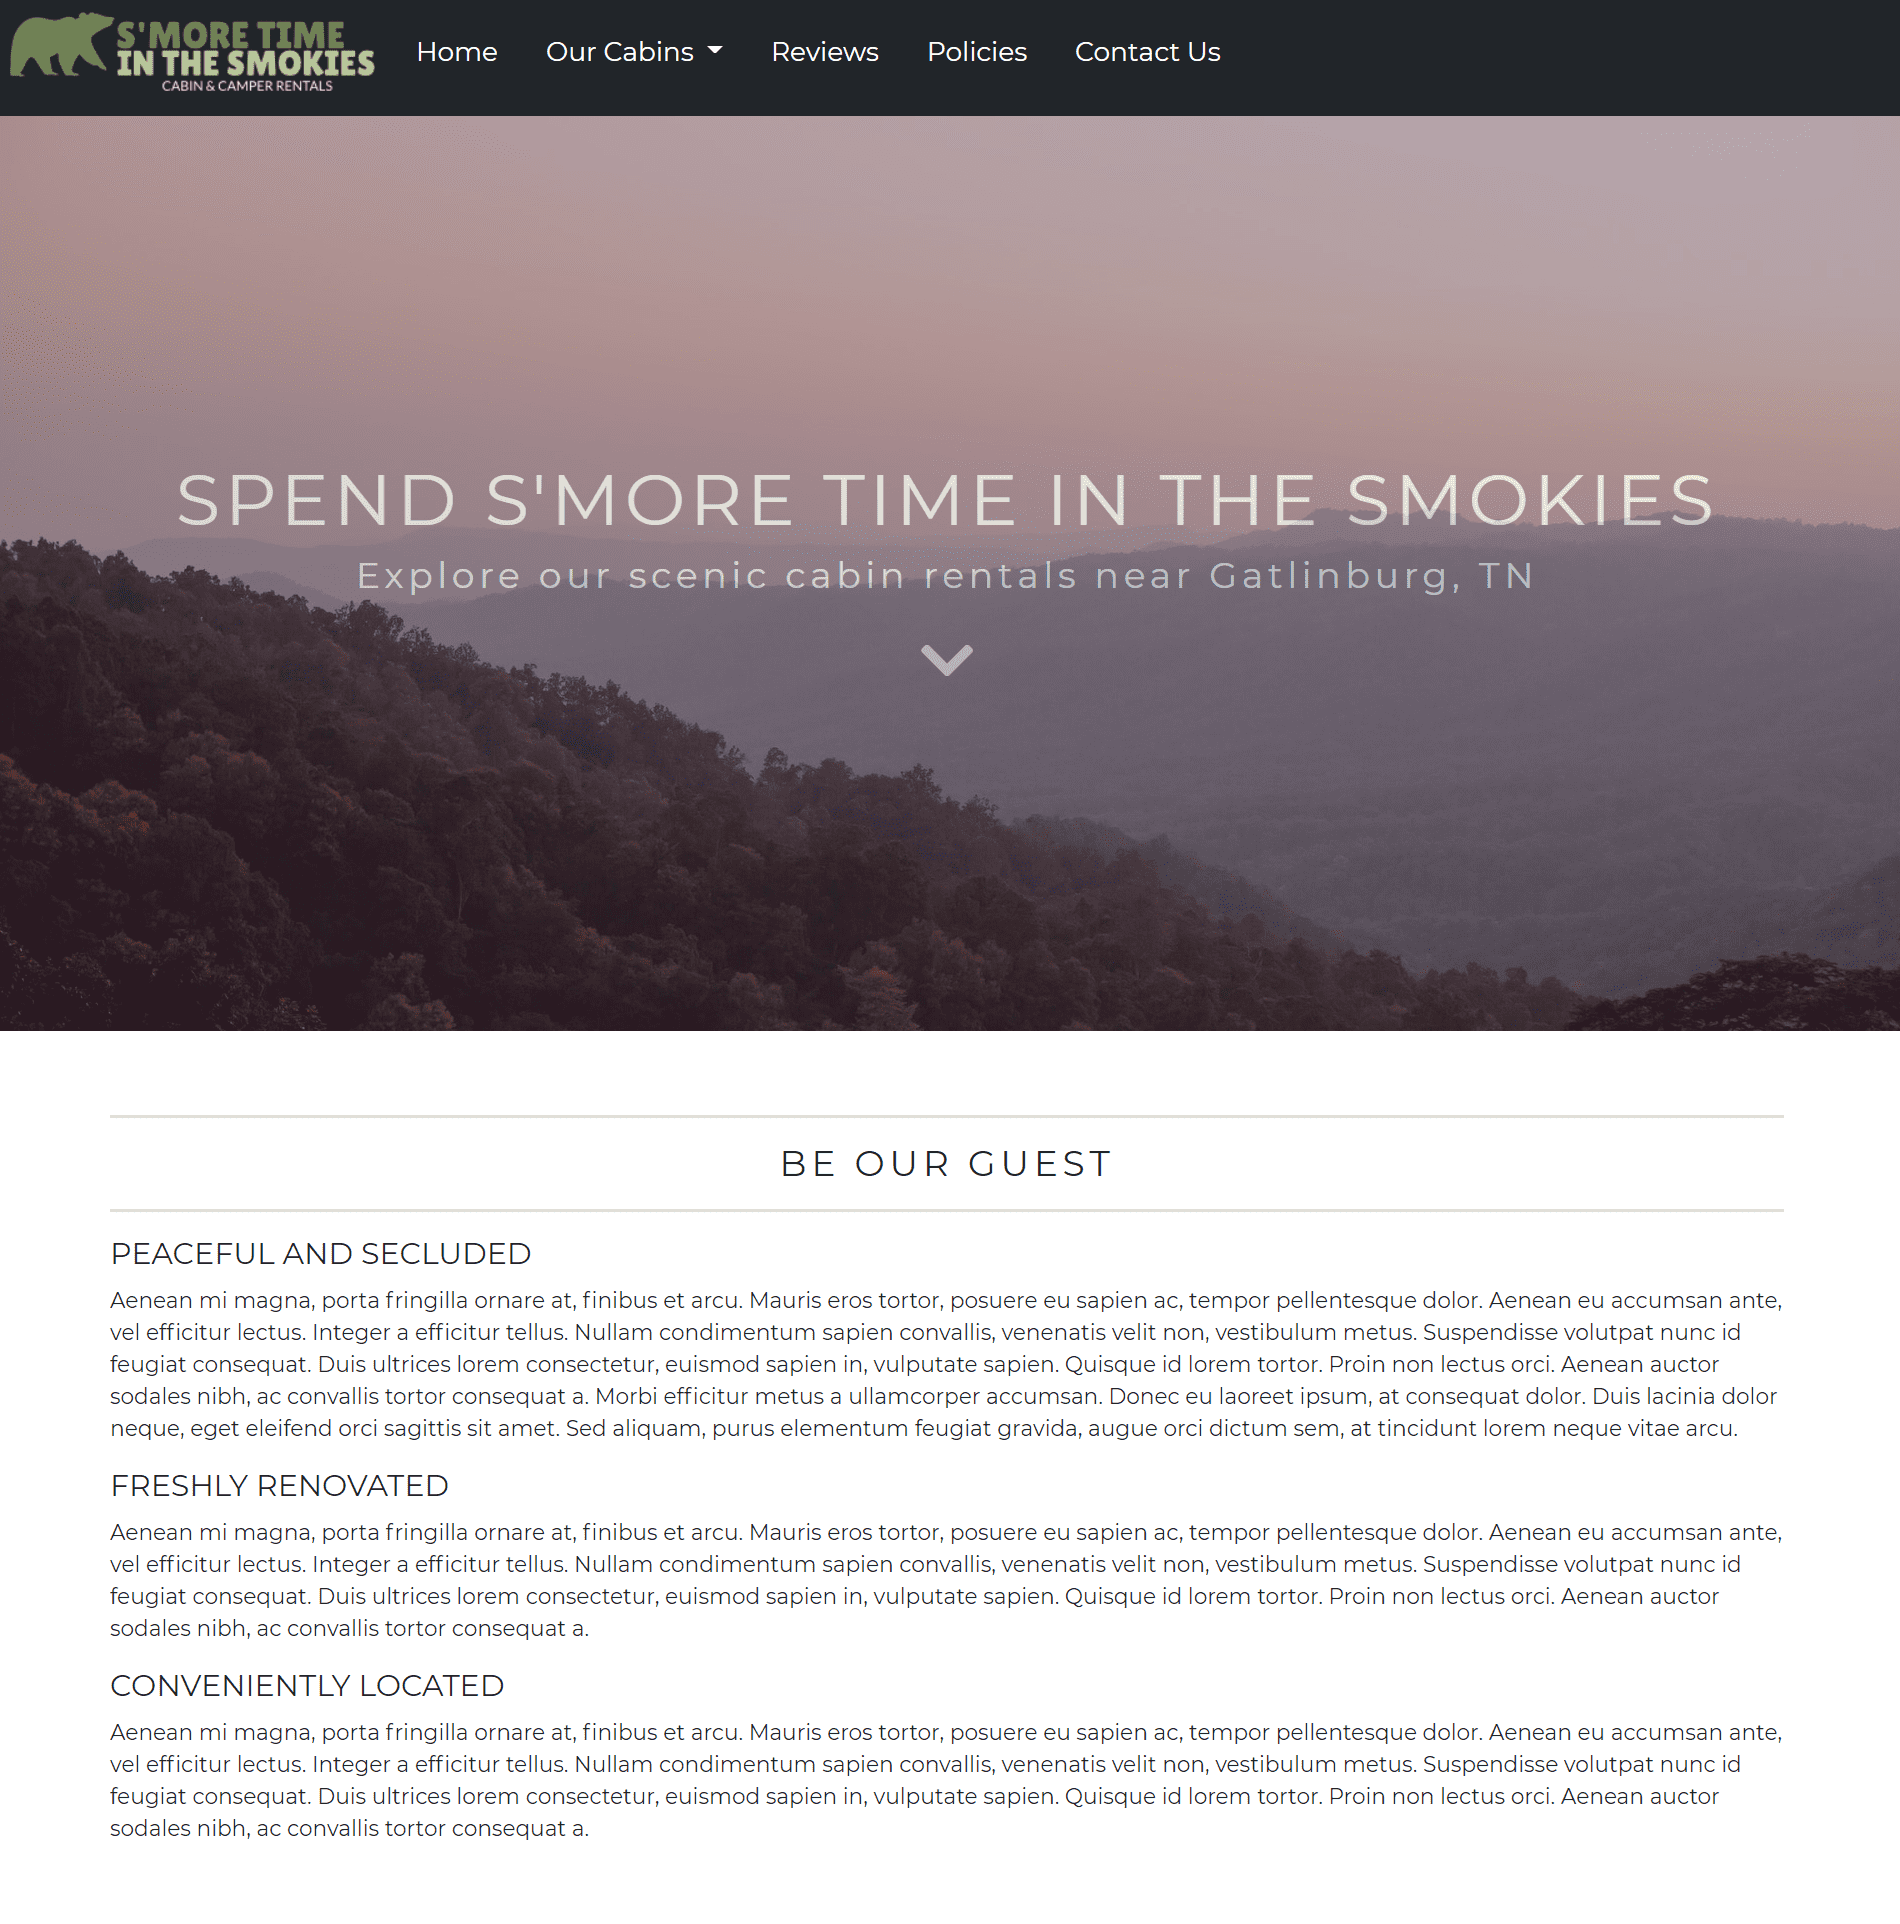 S'MORE TIME
IN THE SMOKIES
CABIN & CAMPER RENTALS
Home Our Cabins Reviews Policies Contact Us
SPEND S'MORE TIME IN THE SMOKIES
Explore our scenic cabin rentals near Gatlinburg, TN
BE OUR GUEST
PEACEFUL AND SECLUDED
Aenean mi magna, porta fringilla ornare at, finibus et arcu. Mauris eros tortor, posuere eu sapien ac, tempor pellentesque dolor. Aenean eu accumsan ante,
vel efficitur lectus. Integer a efficitur tellus. Nullam condimentum sapien convallis, venenatis velit non, vestibulum metus. Suspendisse volutpat nunc id
feugiat consequat. Duis ultrices lorem consectetur, euismod sapien in, vulputate sapien. Quisque id lorem tortor. Proin non lectus orci. Aenean auctor
sodales nibh, ac convallis tortor consequat a. Morbi efficitur metus a ullamcorper accumsan. Donec eu laoreet ipsum, at consequat dolor. Duis lacinia dolor
neque, eget eleifend orci sagittis sit amet. Sed aliquam, purus elementum feugiat gravida, augue orci dictum sem, at tincidunt lorem neque vitae arcu.
FRESHLY RENOVATED
Aenean mi magna, porta fringilla ornare at, finibus et arcu. Mauris eros tortor, posuere eu sapien ac, tempor pellentesque dolor. Aenean eu accumsan ante,
vel efficitur lectus. Integer a efficitur tellus. Nullam condimentum sapien convallis, venenatis velit non, vestibulum metus. Suspendisse volutpat nunc id
feugiat consequat. Duis ultrices lorem consectetur, euismod sapien in, vulputate sapien. Quisque id lorem tortor. Proin non lectus orci. Aenean auctor
sodales nibh, ac convallis tortor consequat a.
CONVENIENTLY LOCATED
Aenean mi magna, porta fringilla ornare at, finibus et arcu. Mauris eros tortor, posuere eu sapien ac, tempor pellentesque dolor. Aenean eu accumsan ante,
vel efficitur lectus. Integer a efficitur tellus. Nullam condimentum sapien convallis, venenatis velit non, vestibulum metus. Suspendisse volutpat nunc id
feugiat consequat. Duis ultrices lorem consectetur, euismod sapien in, vulputate sapien. Quisque id lorem tortor. Proin non lectus orci. Aenean auctor
sodales nibh, ac convallis tortor consequat a.